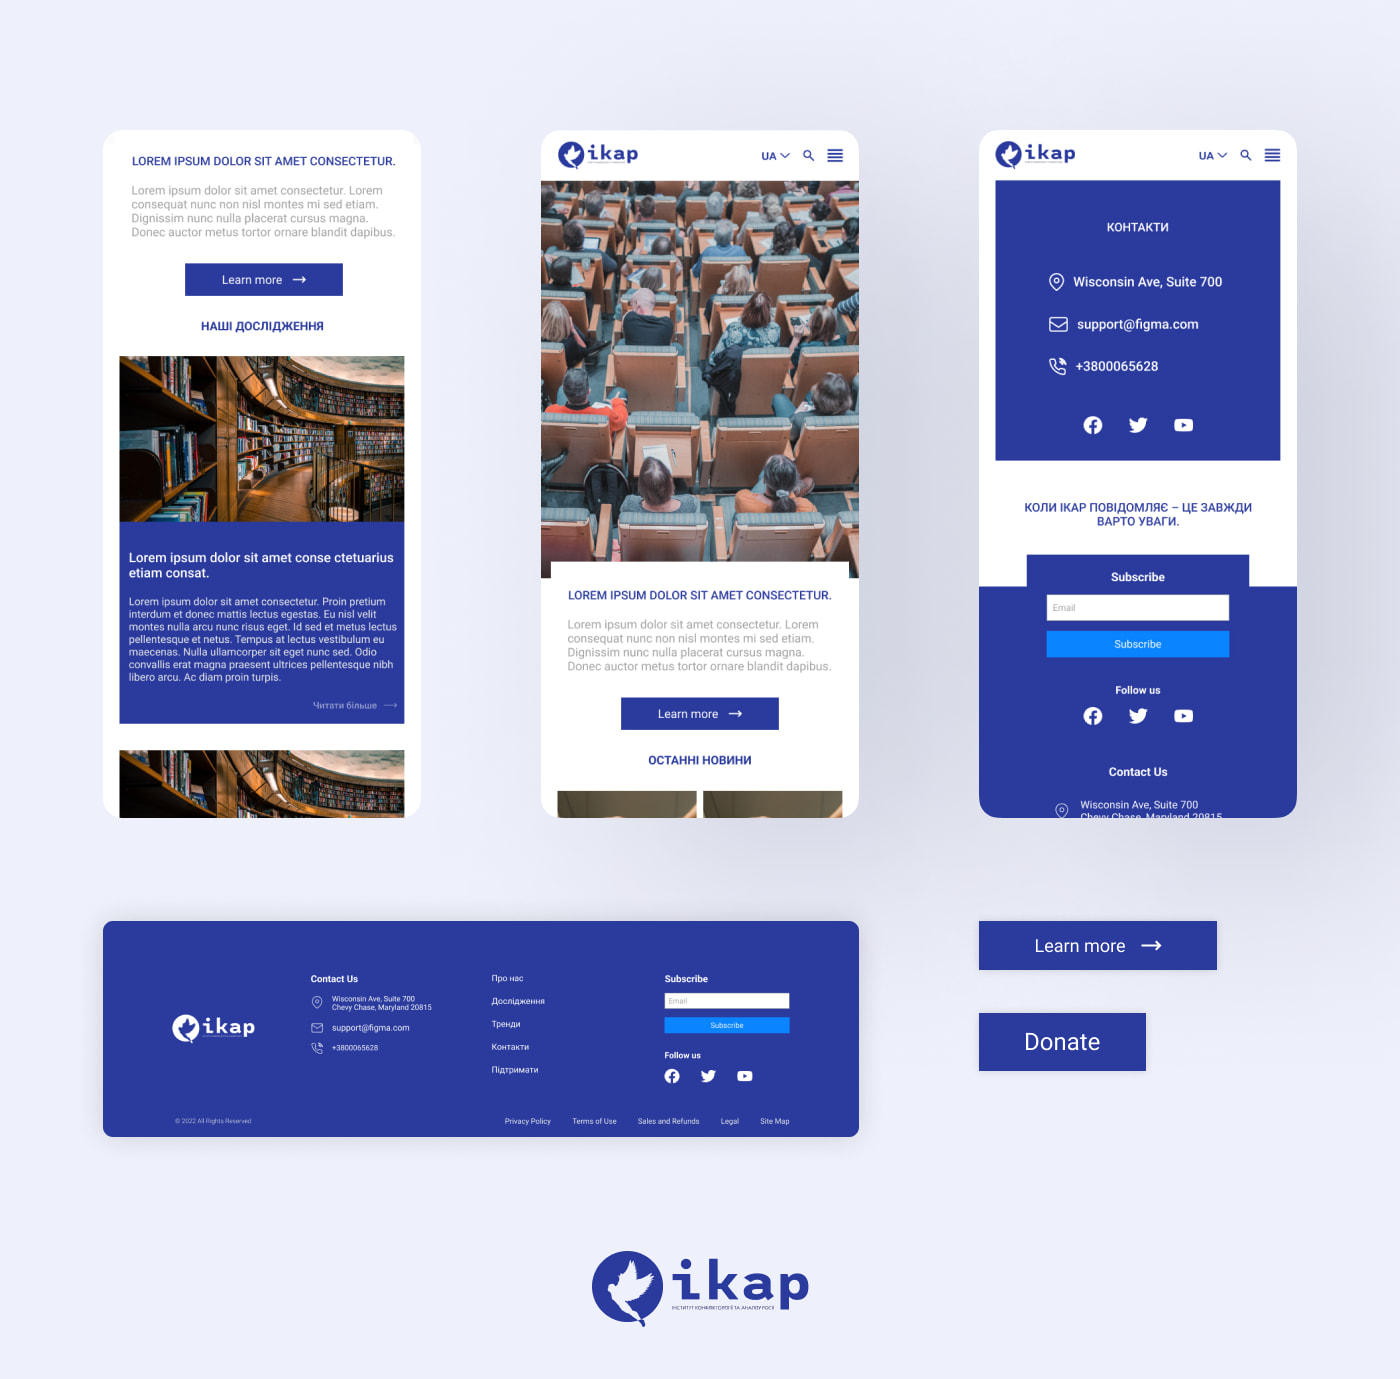 LOREM IPSUM DOLOR SIT AMET CONSECTETUR.
Lorem ipsum dolor sit amet consectetur. Lorem
consequat nunc non nisl montes mi sed etiam.
Dignissim nunc nulla placerat cursus magna.
Donec auctor metus tortor ornare blandit dapibus.
Learn more
НАШІ ДОСЛІДЖЕННЯ
Lorem ipsum dolor sit amet conse ctetuarius
etiam consat.
Lorem ipsum dolor sit amet consectetur. Proin pretium
interdum et donec mattis lectus egestas. Eu nisl velit
montes nulla arcu nunc risus eget. Id sed et metus lectus
pellentesque et netus. Tempus at lectus vestibulum eu
maecenas. Nulla ullamcorper sit eget nunc sed. Odio
convallis erat magna praesent ultrices pellentesque nibh
libero arcu. Ac diam proin turpis.
Читати більше
ікар
UA
LOREM IPSUM DOLOR SIT AMET CONSECTETUR.
Lorem ipsum dolor sit amet consectetur. Lorem
consequat nunc non nisl montes mi sed etiam.
Dignissim nunc nulla placerat cursus magna.
Donec auctor metus tortor ornare blandit dapibus.
Learn more
ОСТАННІ НОВИНИ
ікар
UA
КОНТАКТИ
Wisconsin Ave, Suite 700
support@figma.com
+3800065628
КОЛИ ІКАР ПОВІДОМЛЯЄ – ЦЕ ЗАВЖДИ
ВАРТО УВАГИ.
Subscribe
Email
Subscribe
Follow us
Contact Us
Wisconsin Ave, Suite 700
Chevy Chase, Maryland 20815
ікар
Contact Us
Wisconsin Ave, Suite 700
Chevy Chase, Maryland 20815
support@figma.com
+3800065628
Про нас
Дослідження
Тренди
Контакти
Підтримати
Subscribe
Email
Subscribe
Follow us
© 2022 All Rights Reserved
Privacy Policy
Terms of Use
Sales and Refunds
Legal
Site Map
Learn more
Donate
ікар
ІНСТИТУТ КОНФЛІКТОЛОГІЇ ТА АНАЛІЗУ РОСІЇ